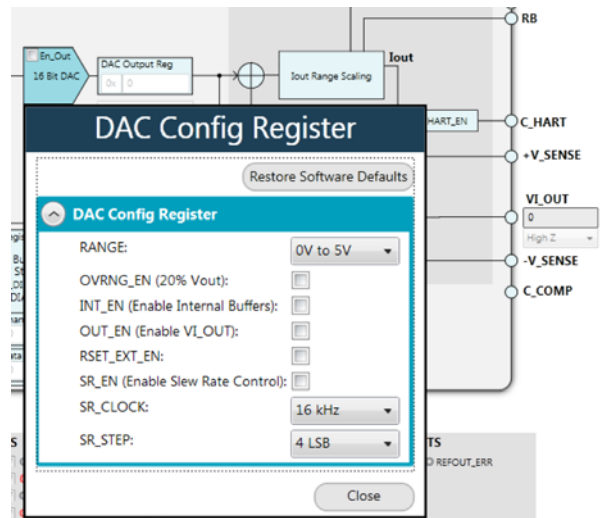 RB
En_Out
16 Bit DAC
DAC Output Reg
0x 0
Iout Range Scaling
Iout
HART_EN
C_HART
+V_SENSE
VI_OUT
0
High Z
-V_SENSE
C_COMP
DAC Config Register
Restore Software Defaults
DAC Config Register
RANGE: 0V to 5V
OVRNG_EN (20% Vout):
INT_EN (Enable Internal Buffers):
OUT_EN (Enable VI_OUT):
RSET_EXT_EN:
SR_EN (Enable Slew Rate Control):
SR_CLOCK: 16 kHz
SR_STEP: 4 LSB
Close
S
TS
REFOUT_ERR